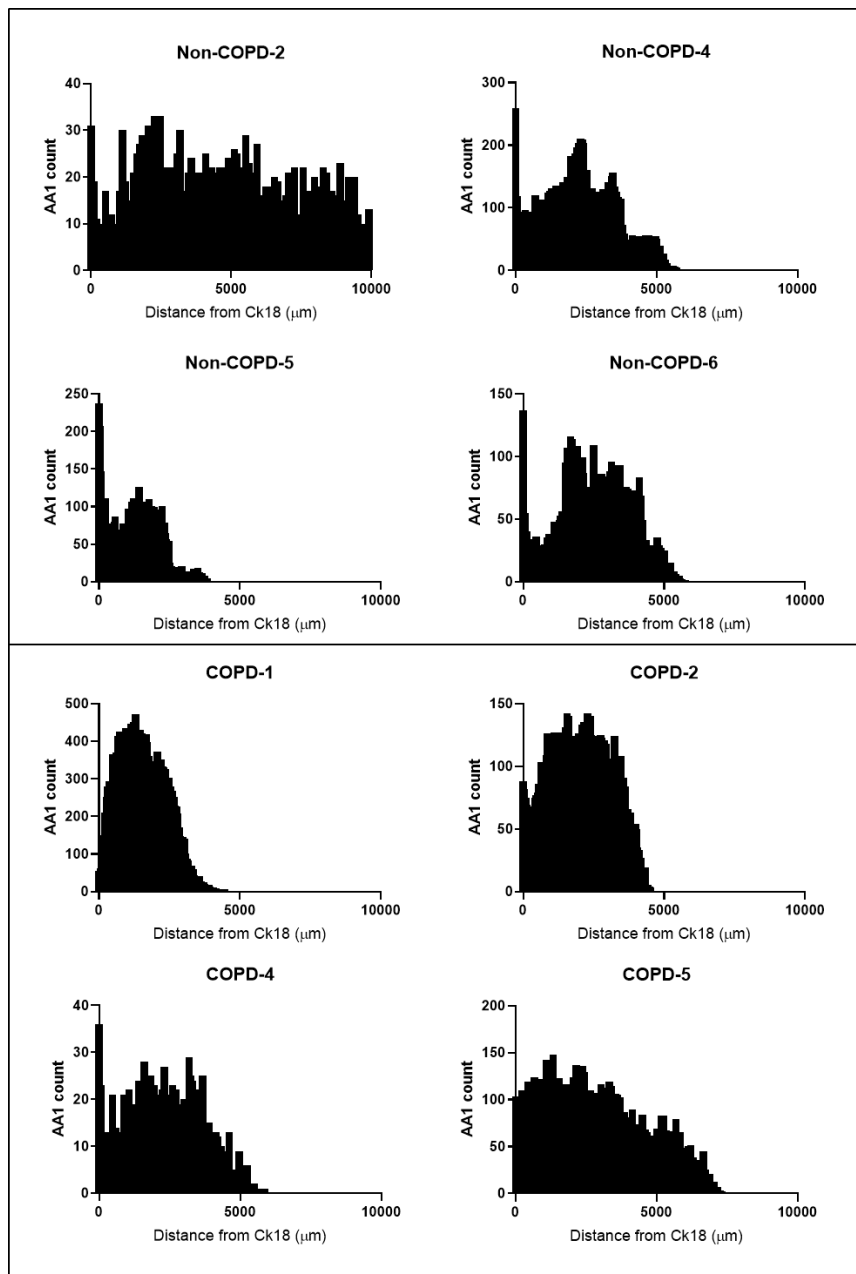 Non-COPD-2
40
30
20
10
0
AA1 count
0 5000 10000
Distance from Ck18 (μm)
Non-COPD-4
300
200
100
0
AA1 count
0 5000 10000
Distance from Ck18 (μm)
Non-COPD-5
250
200
150
100
50
0
AA1 count
0 5000 10000
Distance from Ck18 (μm)
Non-COPD-6
150
100
50
0
AA1 count
0 5000 10000
Distance from Ck18 (μm)
COPD-1
500
400
300
200
100
0
AA1 count
0 5000 10000
Distance from Ck18 (μm)
COPD-2
150
100
50
0
AA1 count
0 5000 10000
Distance from Ck18 (μm)
COPD-4
40
30
20
10
0
AA1 count
0 5000 10000
Distance from Ck18 (μm)
COPD-5
200
150
100
50
0
AA1 count
0 5000 10000
Distance from Ck18 (μm)